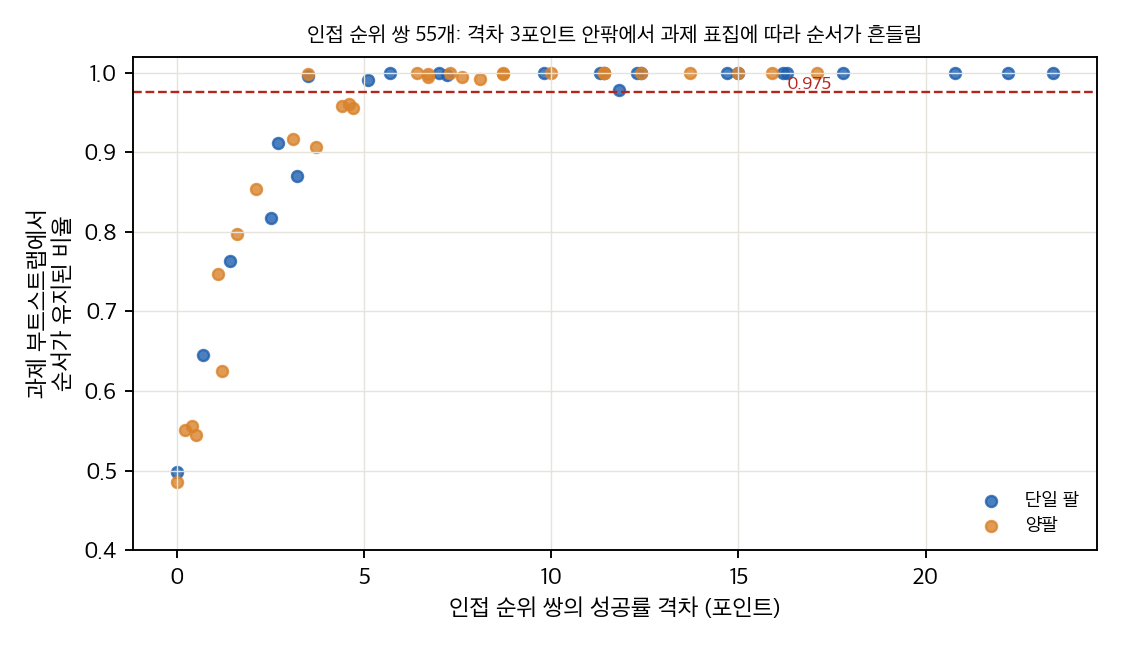 인접 순위 쌍 55개: 격차 3포인트 안팎에서 과제 표집에 따라 순서가 흔들림
과제 부트스트랩에서
순서가 유지된 비율
1.0
0.9
0.8
0.7
0.6
0.5
0.4
0.975
단일 팔
양팔
0
5
10
15
20
인접 순위 쌍의 성공률 격차 (포인트)